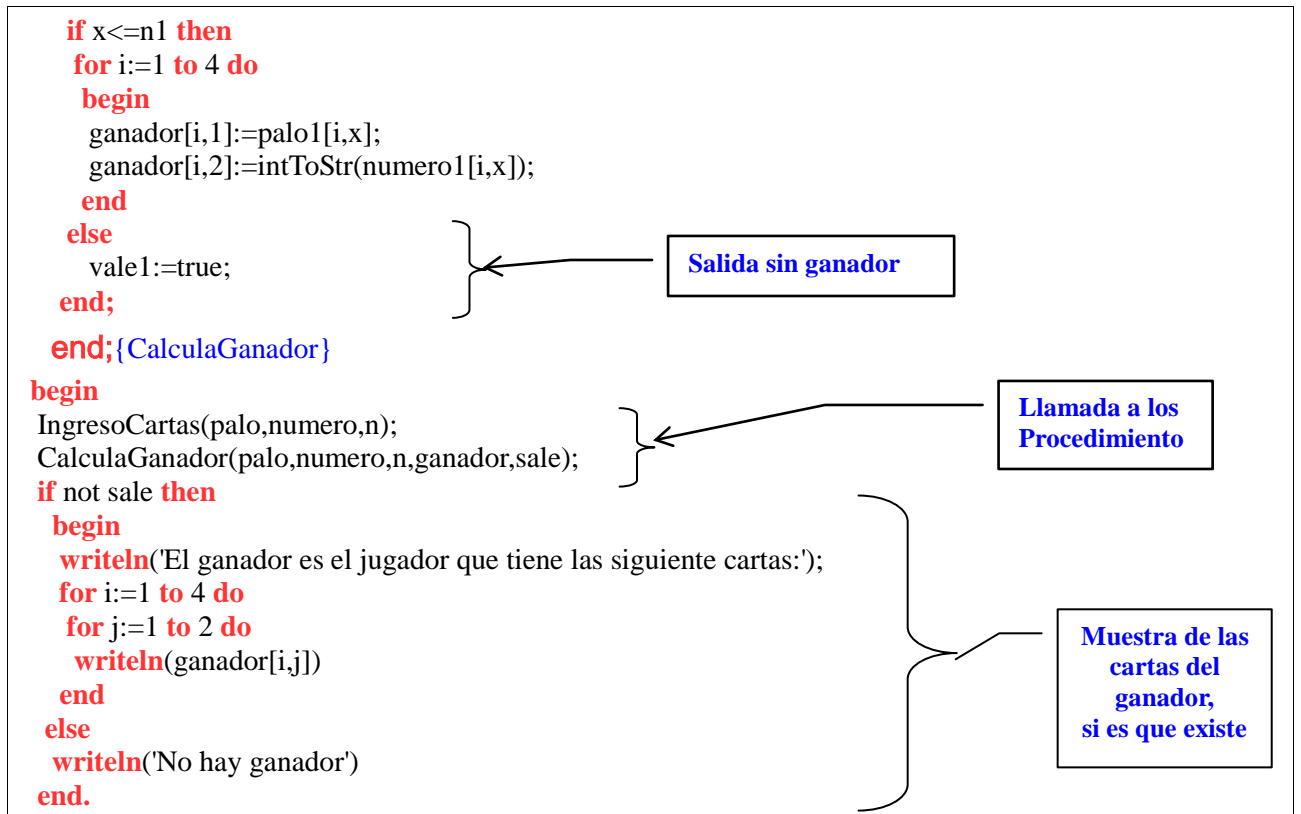 if x<=n1 then
for i:=1 to 4 do
begin
ganador[i,1]:=palo1[i,x];
ganador[i,2]:=intToStr(numero1[i,x]);
end
else
vale1:=true;
Salida sin ganador
end;
end;{CalculaGanador}
begin
IngresoCartas(palo,numero,n);
CalculaGanador(palo,numero,n,ganador,sale);
Llamada a los
Procedimiento
if not sale then
begin
writeln('El ganador es el jugador que tiene las siguiente cartas:');
for i:=1 to 4 do
for j:=1 to 2 do
writeln(ganador[i,j])
end
else
writeln('No hay ganador')
end.
Muestra de las
cartas del
ganador,
si es que existe